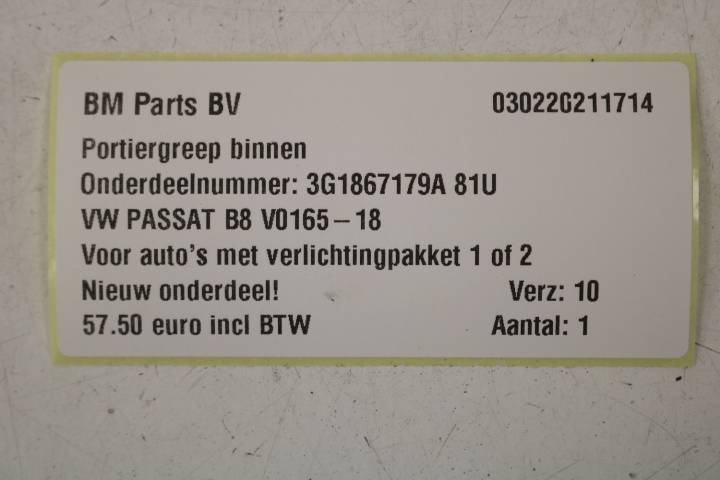 BM Parts BV 030220211714
Portiergreep binnen
Onderdeelnummer: 3G1867179A 81U
VW PASSAT B8 V0165-18
Voor auto's met verlichtingpakket 1 of 2
Nieuw onderdeel! Verz: 10
57.50 euro incl BTW Aantal: 1